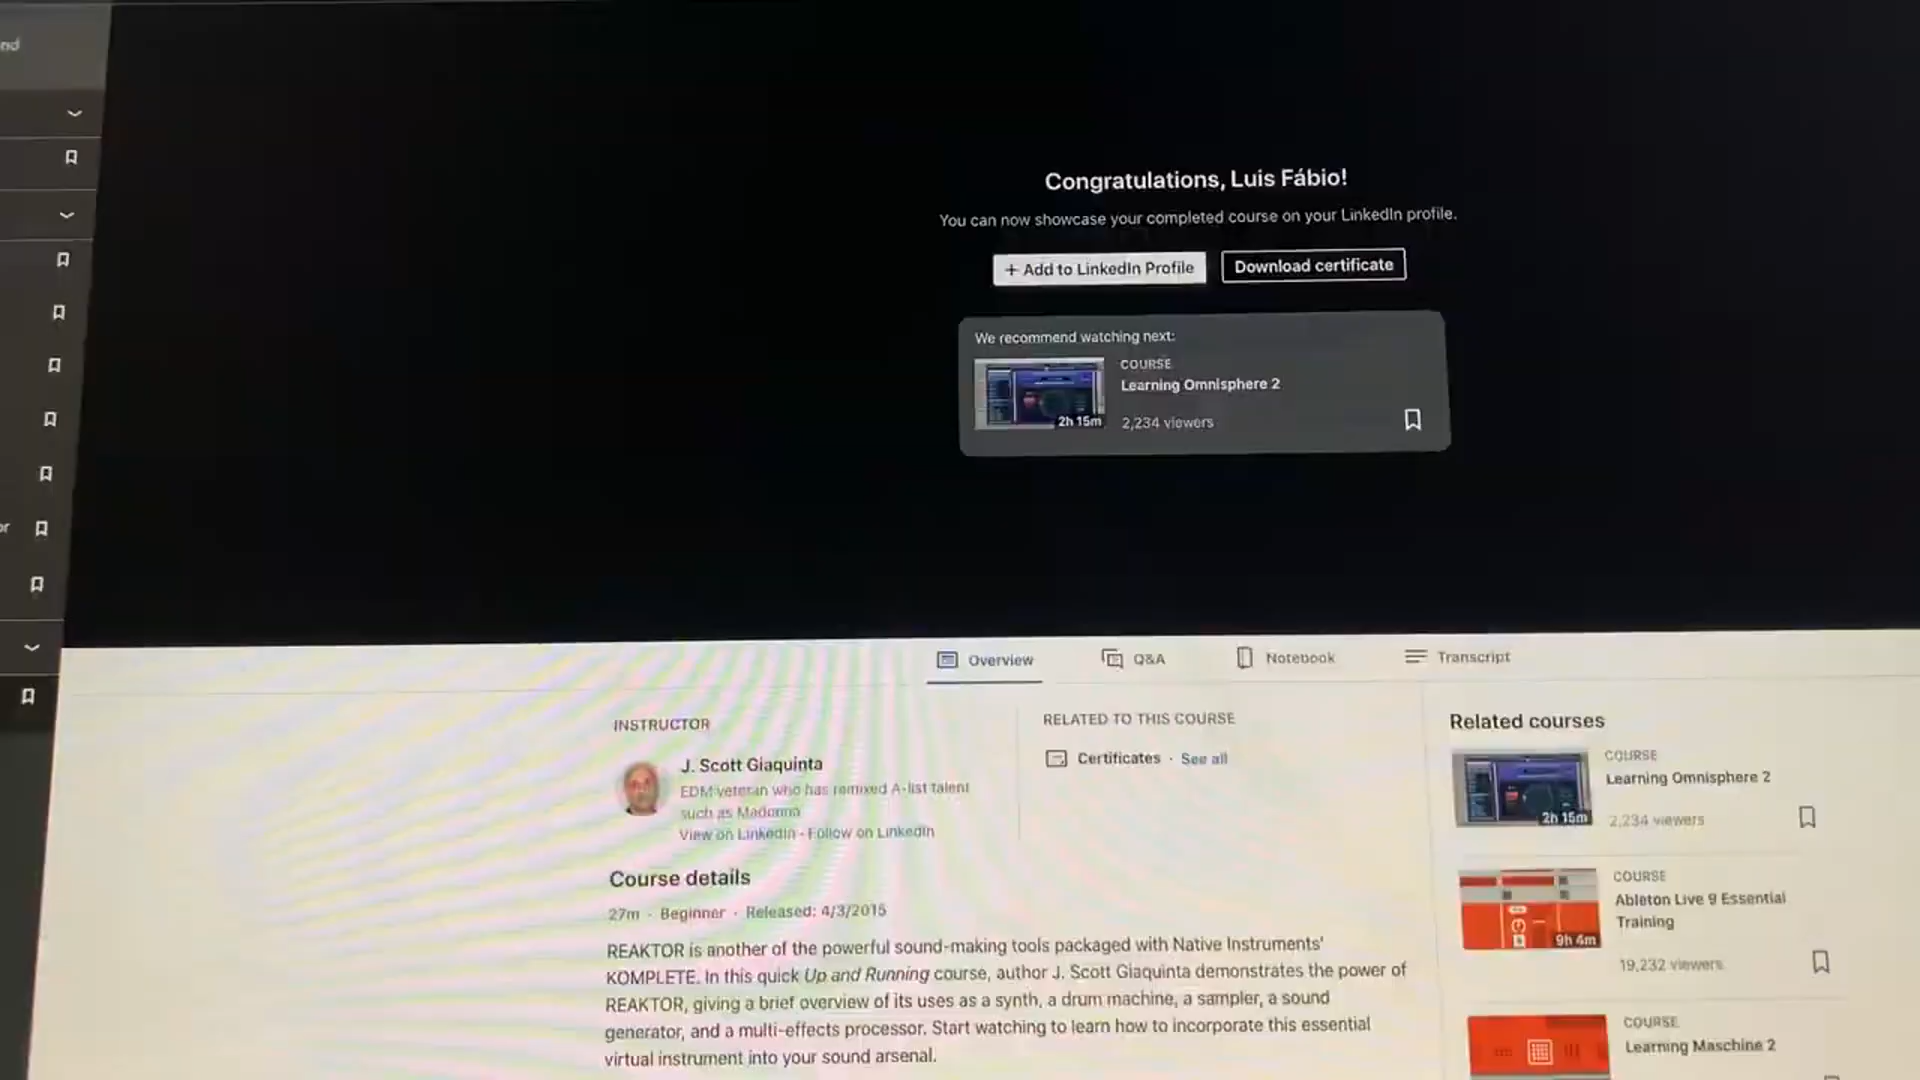 Congratulations, Luis Fábio!
You can now showcase your completed course on your LinkedIn profile.
+ Add to LinkedIn Profile
Download certificate
We recommend watching next:
COURSE
Learning Omnisphere 2
2h 15m
2,234 viewers
Overview
Q&A
Notebook
Transcript
INSTRUCTOR
J. Scott Giaquinta
EDM veteran who has remixed A-list talent
such as Madonna
View on LinkedIn · Follow on LinkedIn
RELATED TO THIS COURSE
Certificates · See all
Course details
27m · Beginner · Released: 4/3/2015
REAKTOR is another of the powerful sound-making tools packaged with Native Instruments'
KOMPLETE. In this quick Up and Running course, author J. Scott Giaquinta demonstrates the power of
REAKTOR, giving a brief overview of its uses as a synth, a drum machine, a sampler, a sound
generator, and a multi-effects processor. Start watching to learn how to incorporate this essential
virtual instrument into your sound arsenal.
Related courses
COURSE
Learning Omnisphere 2
2h 15m
2,234 viewers
COURSE
Ableton Live 9 Essential
Training
9h 4m
19,232 viewers
COURSE
Learning Maschine 2